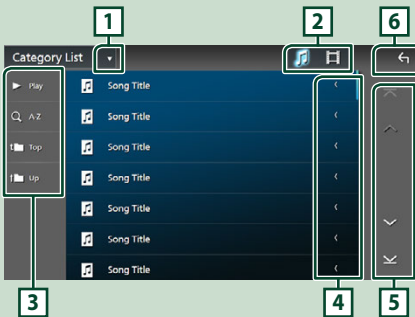 1
2
6
Category List
Play
Song Title
A-Z
Song Title
Top
Song Title
Up
Song Title
Song Title
Song Title
Song Title
3
4
5